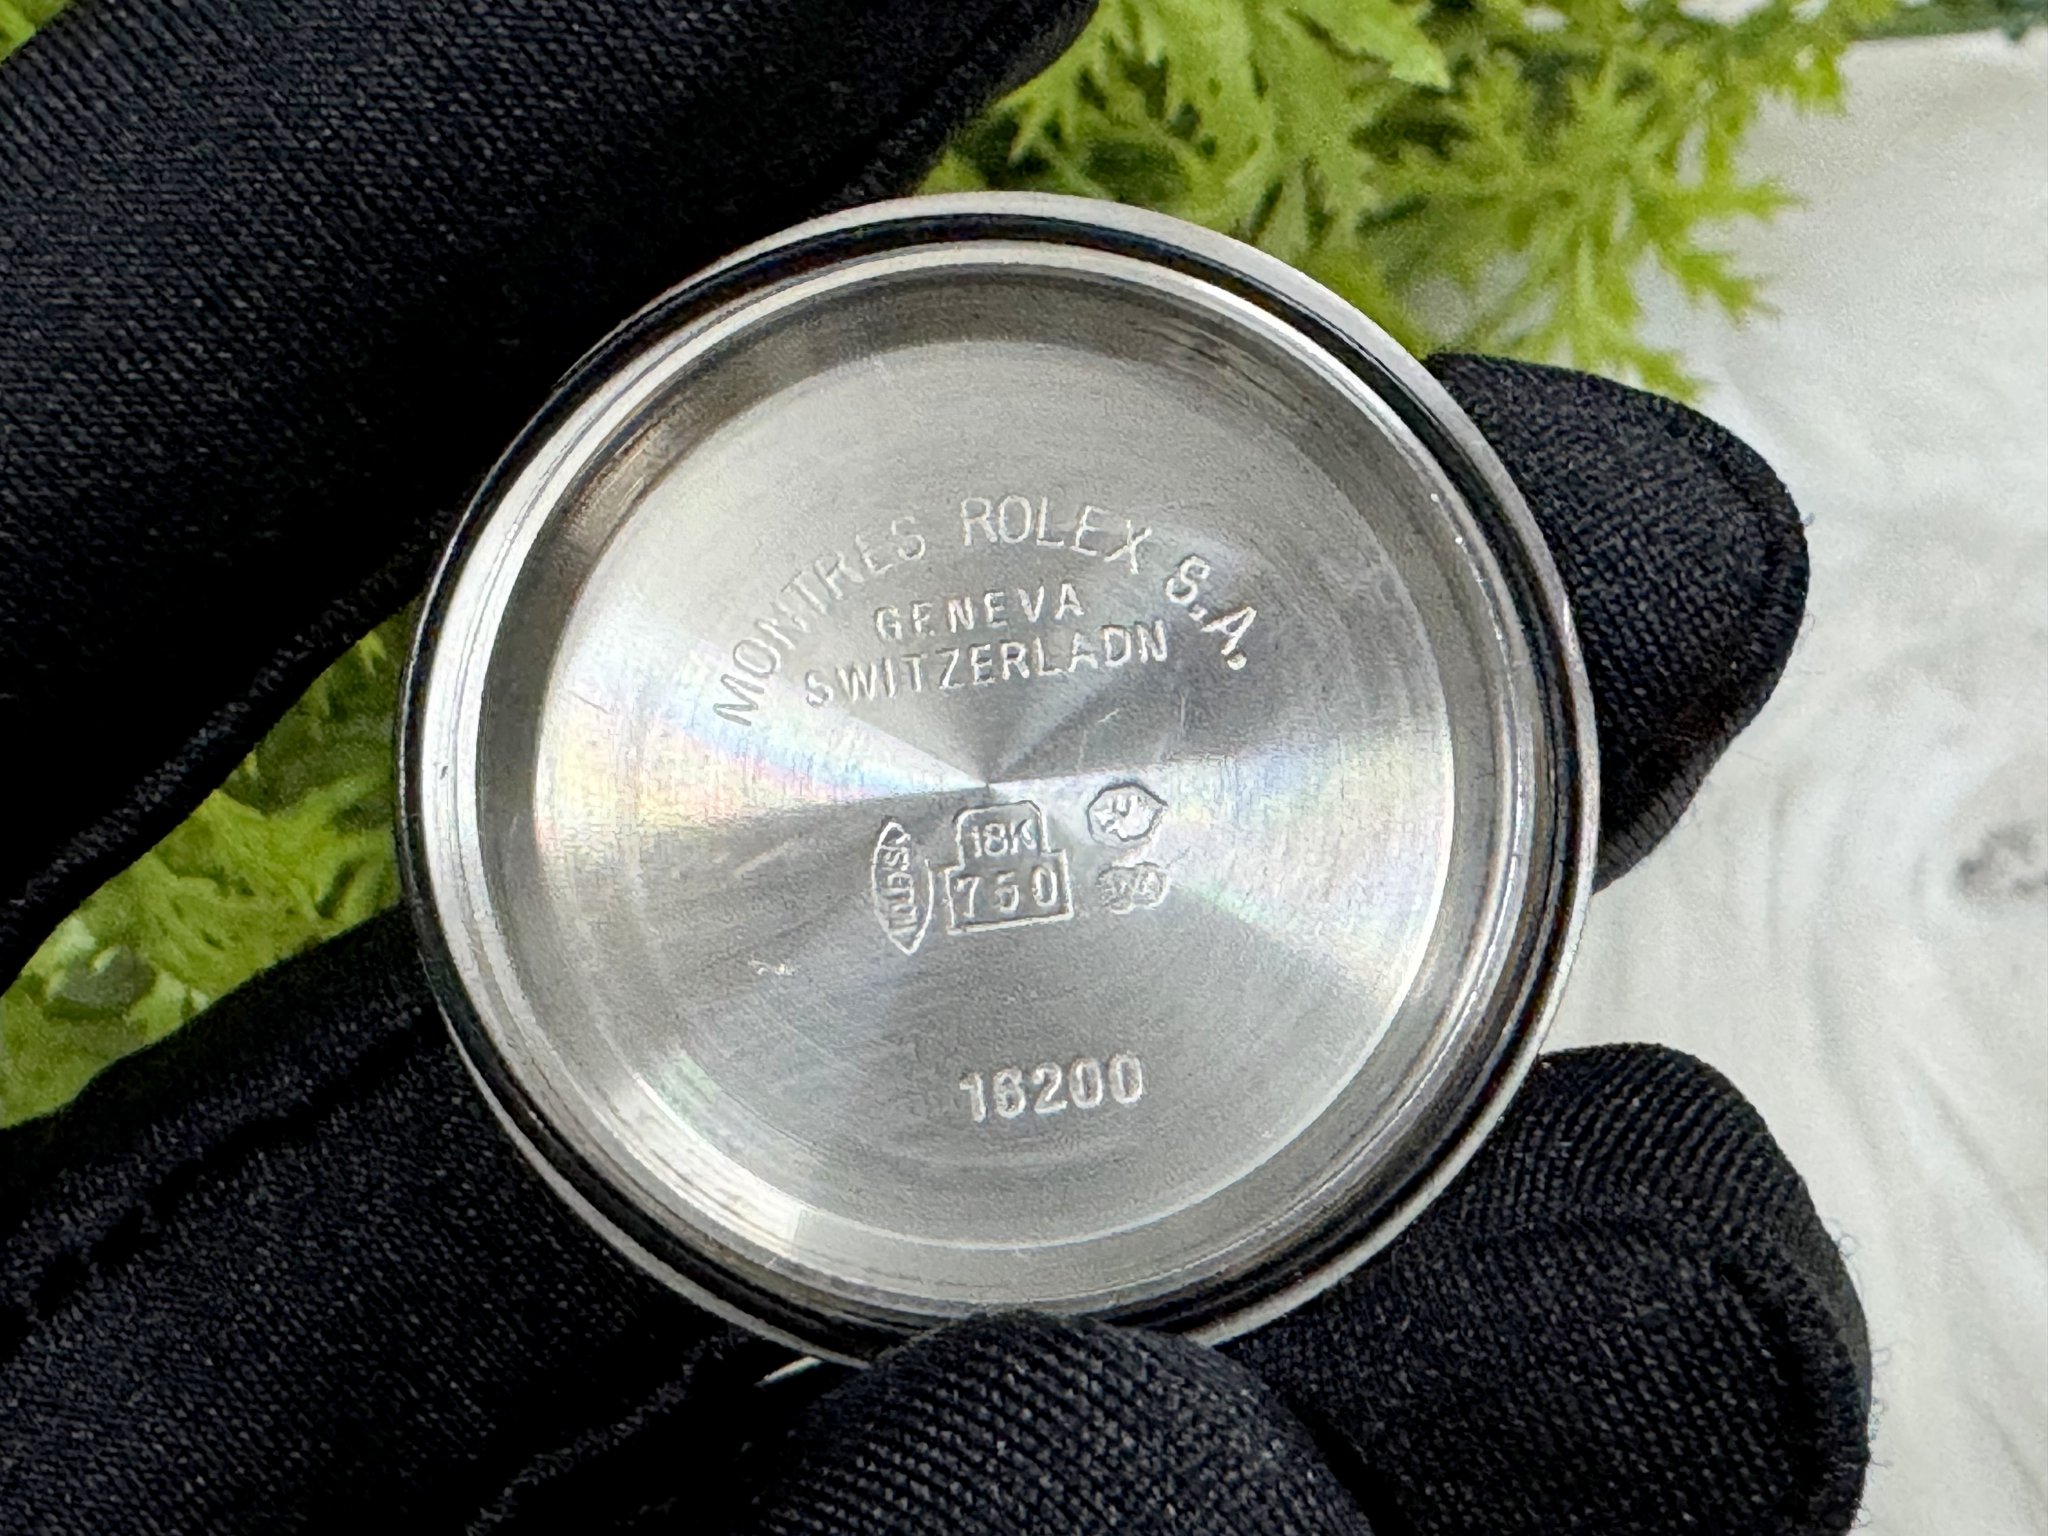 MONTRES ROLEX S.A.
GENEVA
SWITZERLADN
18K
750
16200